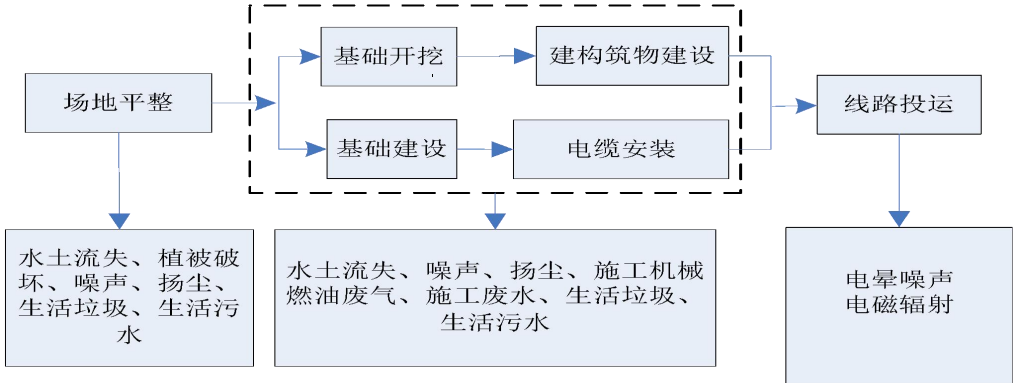 基础开挖
建构筑物建设
场地平整
线路投运
基础建设
电缆安装
水土流失、植被破
坏、噪声、扬尘、
生活垃圾、生活污
水
水土流失、噪声、扬尘、施工机械
燃油废气、施工废水、生活垃圾、
生活污水
电晕噪声
电磁辐射